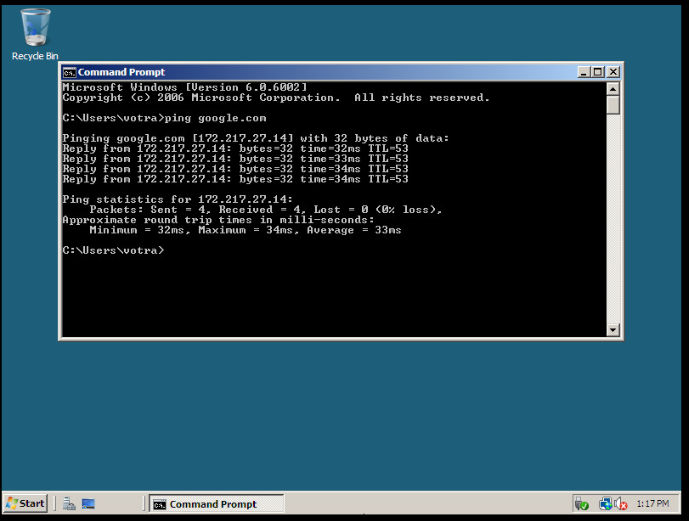 Recycle Bin
Command Prompt
Microsoft Windows [Version 6.0.6002]
Copyright (c) 2006 Microsoft Corporation.  All rights reserved.
C:\Users\votra>ping google.com
Pinging google.com [172.217.27.14] with 32 bytes of data:
Reply from 172.217.27.14: bytes=32 time=32ms TTL=53
Reply from 172.217.27.14: bytes=32 time=33ms TTL=53
Reply from 172.217.27.14: bytes=32 time=34ms TTL=53
Reply from 172.217.27.14: bytes=32 time=34ms TTL=53
Ping statistics for 172.217.27.14:
    Packets: Sent = 4, Received = 4, Lost = 0 (0% loss),
Approximate round trip times in milli-seconds:
    Minimum = 32ms, Maximum = 34ms, Average = 33ms
C:\Users\votra>
Start
Command Prompt
1:17 PM